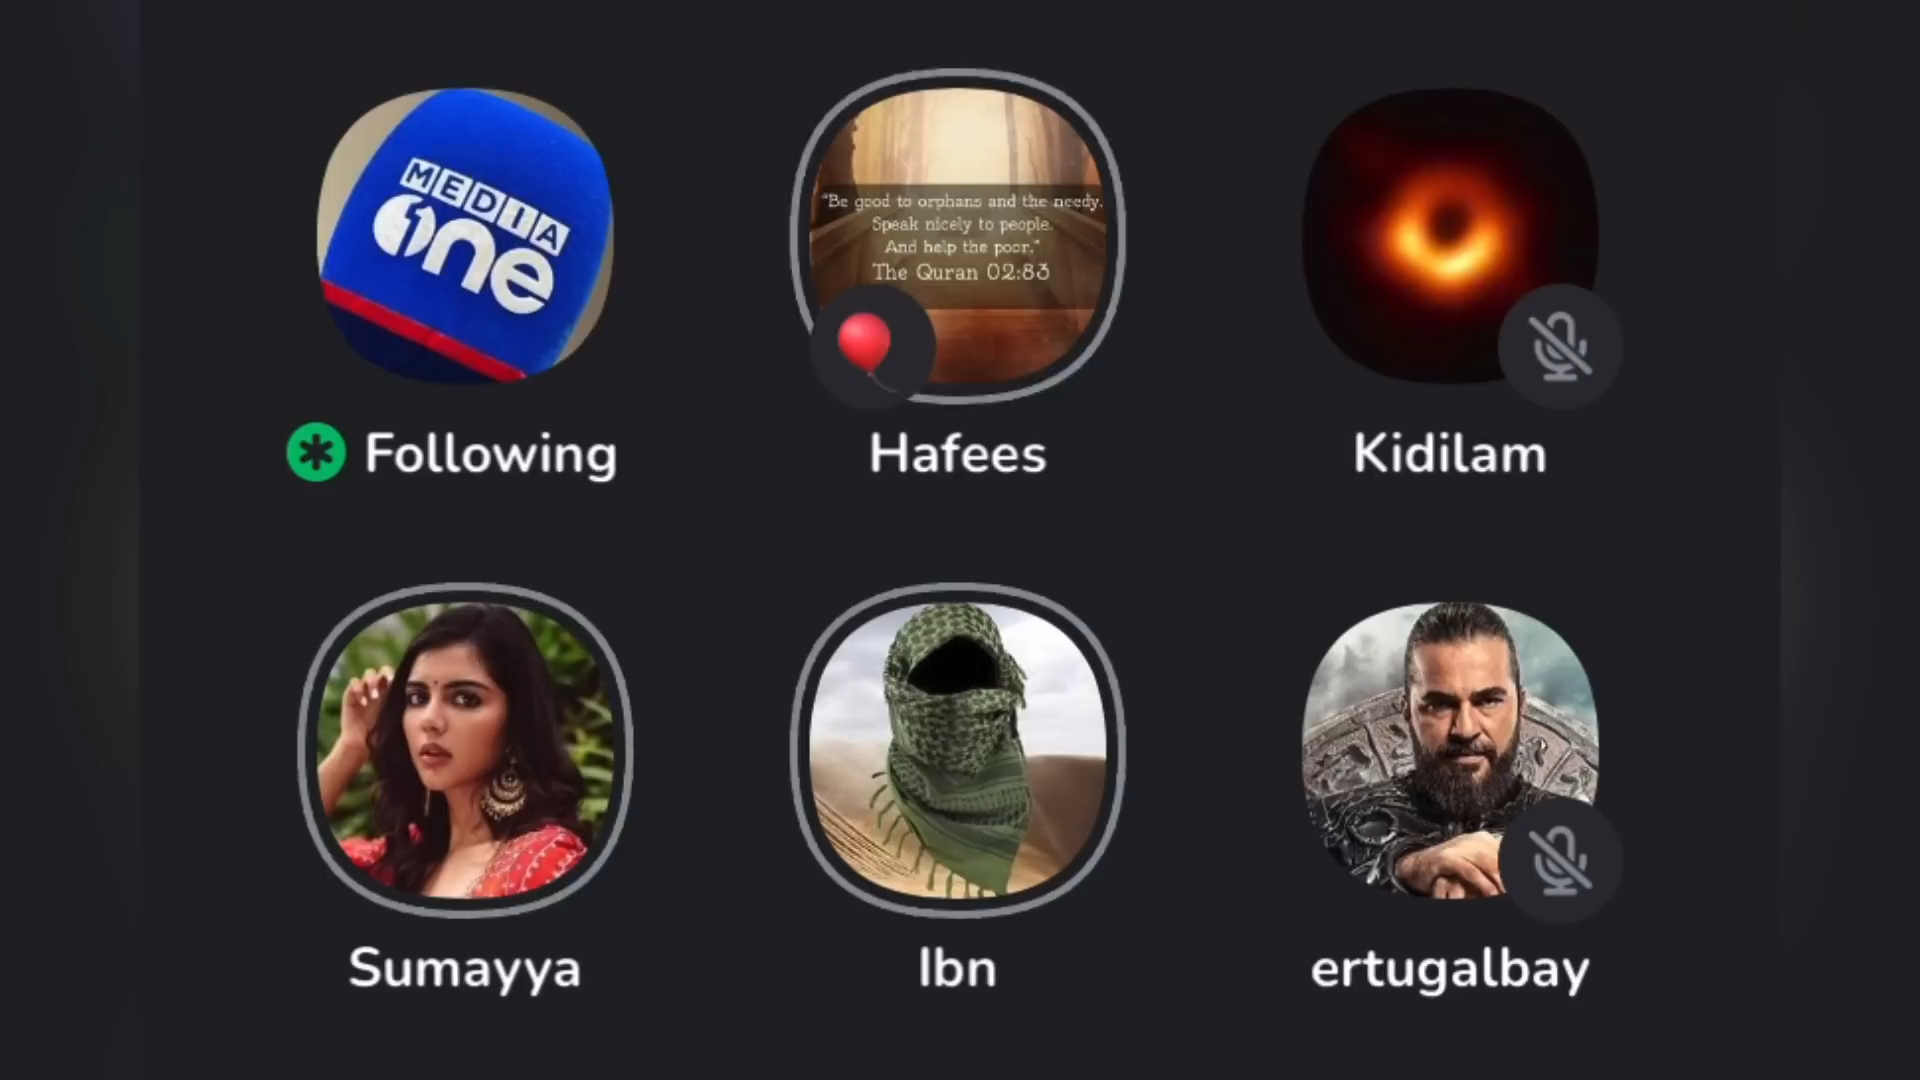 MEDIA
One
"Be good to orphans and the needy.
Speak nicely to people.
And help the poor."
The Quran 02:83
Following
Hafees
Kidilam
Sumayya
Ibn
ertugalbay